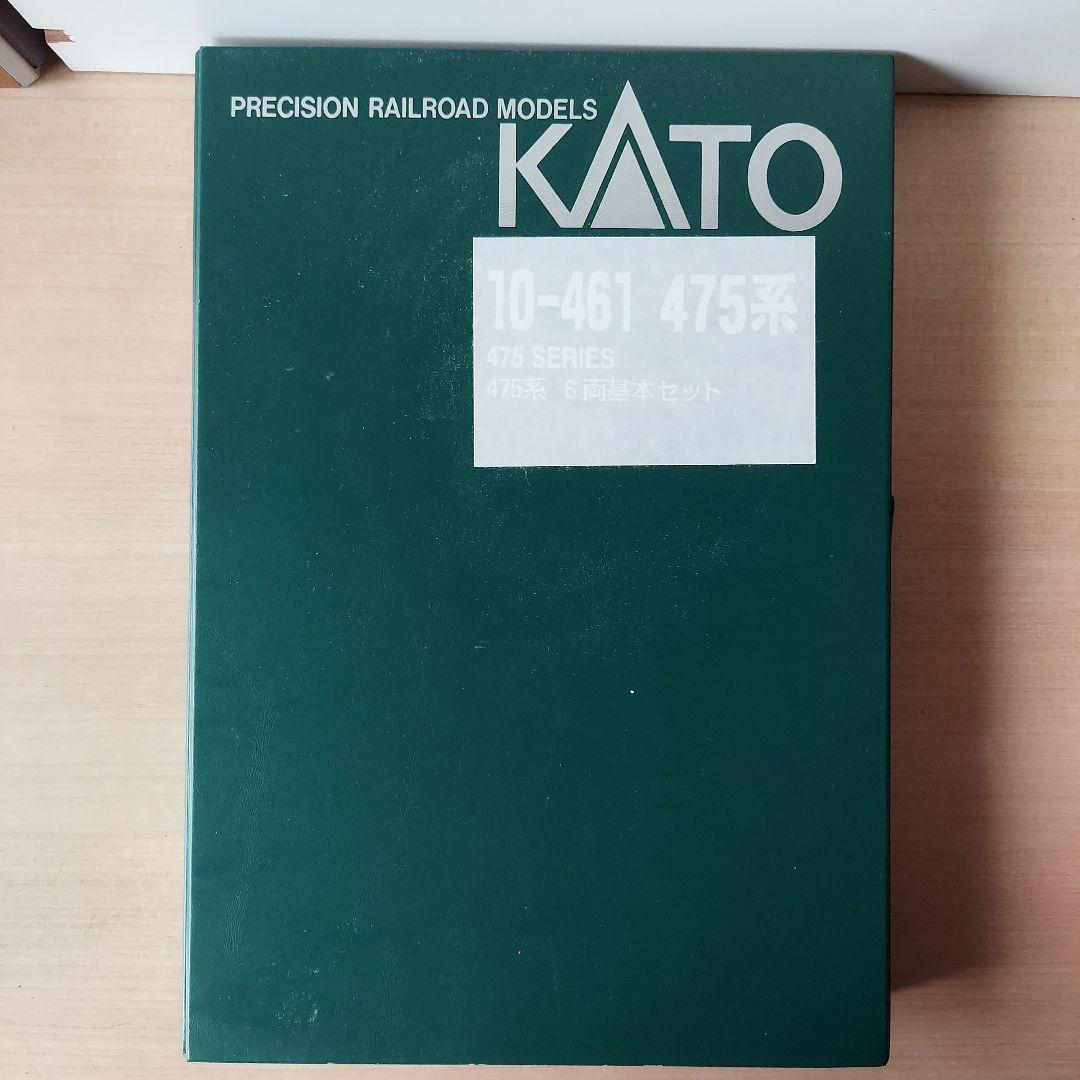 PRECISION RAILROAD MODELS
KATO
10-461 475系
475 SERIES
475系 6両基本セット